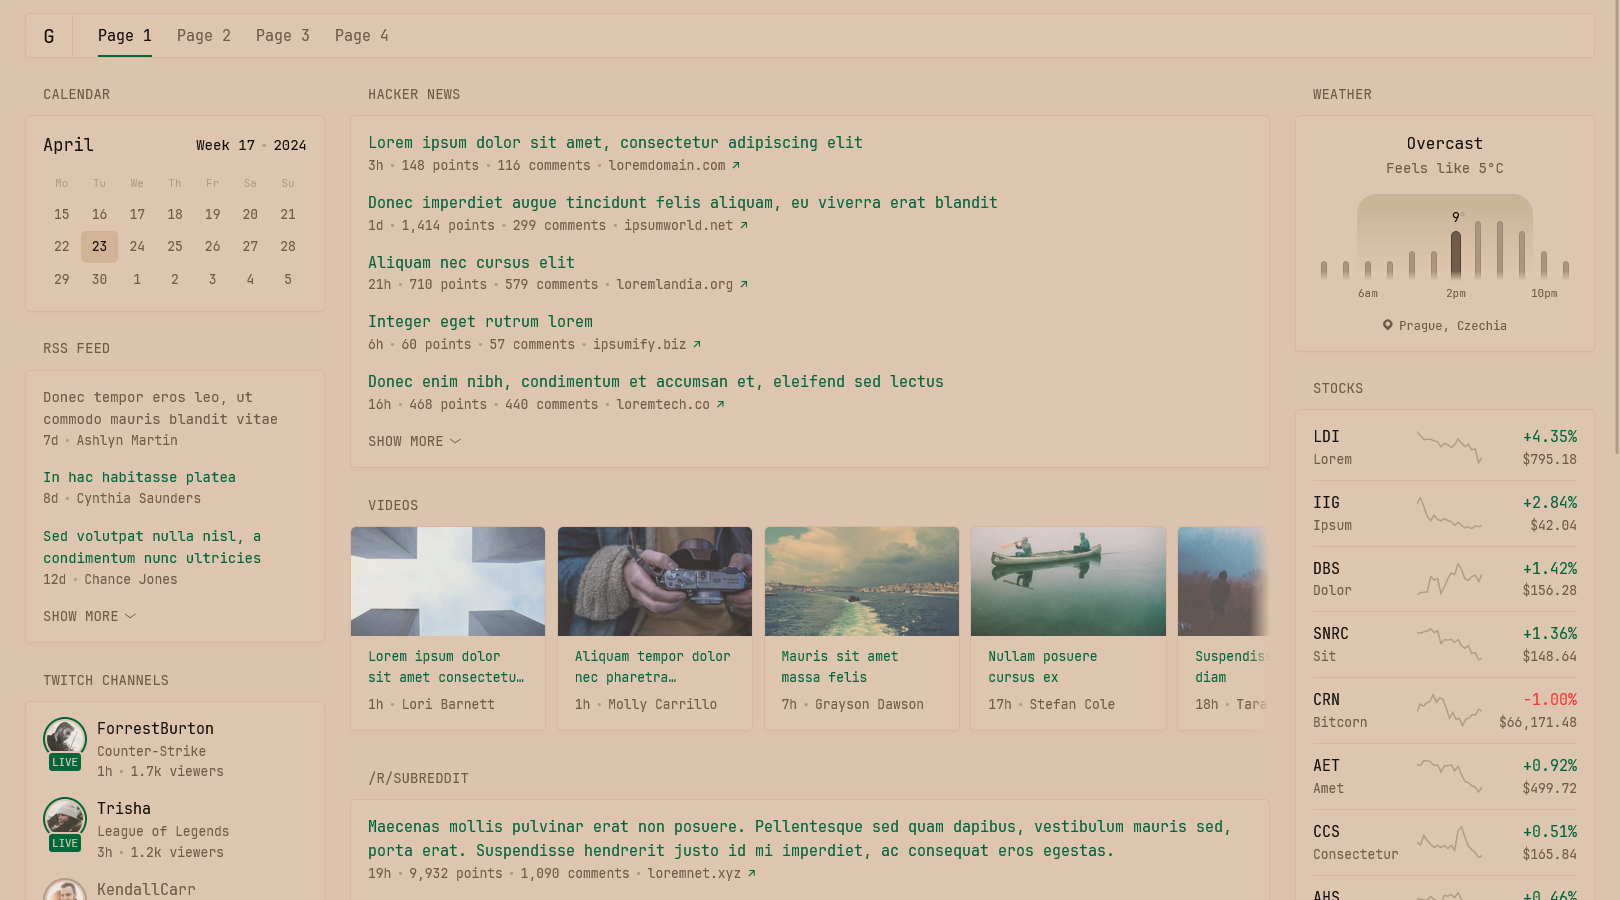 G
Page 1
Page 2
Page 3
Page 4
CALENDAR
April
Week 17 • 2024
Mo Tu We Th Fr Sa Su
15 16 17 18 19 20 21
22 23 24 25 26 27 28
29 30 1 2 3 4 5
RSS FEED
Donec tempor eros leo, ut
commodo mauris blandit vitae
7d • Ashlyn Martin
In hac habitasse platea
8d • Cynthia Saunders
Sed volutpat nulla nisl, a
condimentum nunc ultricies
12d • Chance Jones
SHOW MORE
TWITCH CHANNELS
ForrestBurton
Counter-Strike
1h • 1.7k viewers
LIVE
Trisha
League of Legends
3h • 1.2k viewers
LIVE
KendallCarr
HACKER NEWS
Lorem ipsum dolor sit amet, consectetur adipiscing elit
3h • 148 points • 116 comments • loremdomain.com ↗
Donec imperdiet augue tincidunt felis aliquam, eu viverra erat blandit
1d • 1,414 points • 299 comments • ipsumworld.net ↗
Aliquam nec cursus elit
21h • 710 points • 579 comments • loremlandia.org ↗
Integer eget rutrum lorem
6h • 60 points • 57 comments • ipsumify.biz ↗
Donec enim nibh, condimentum et accumsan et, eleifend sed lectus
16h • 468 points • 440 comments • loremtech.co ↗
SHOW MORE
VIDEOS
Lorem ipsum dolor
sit amet consectetu…
1h • Lori Barnett
Aliquam tempor dolor
nec pharetra…
1h • Molly Carrillo
Mauris sit amet
massa felis
7h • Grayson Dawson
Nullam posuere
cursus ex
17h • Stefan Cole
Suspendiss
diam
18h • Tara
/R/SUBREDDIT
Maecenas mollis pulvinar erat non posuere. Pellentesque sed quam dapibus, vestibulum mauris sed,
porta erat. Suspendisse hendrerit justo id mi imperdiet, ac consequat eros egestas.
19h • 9,932 points • 1,090 comments • loremnet.xyz ↗
WEATHER
Overcast
Feels like 5°C
9°
6am 2pm 10pm
Prague, Czechia
STOCKS
LDI +4.35%
Lorem $795.18
IIG +2.84%
Ipsum $42.04
DBS +1.42%
Dolor $156.28
SNRC +1.36%
Sit $148.64
CRN -1.00%
Bitcorn $66,171.48
AET +0.92%
Amet $499.72
CCS +0.51%
Consectetur $165.84
AHS +0.46%